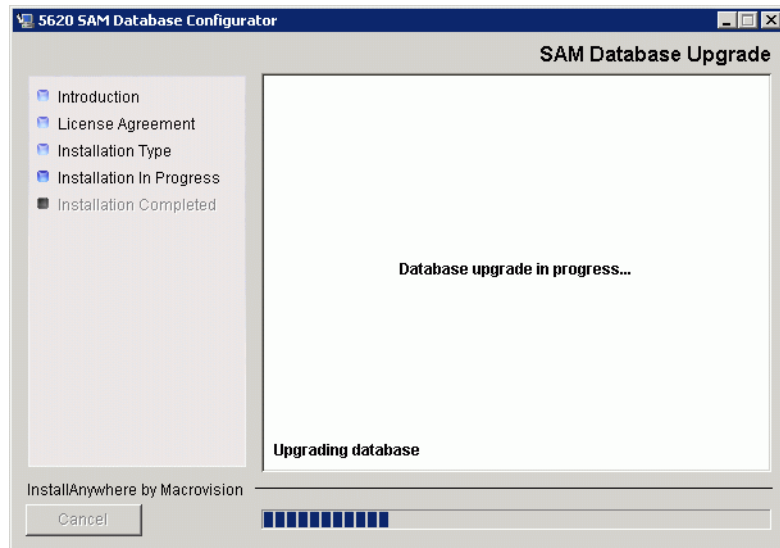 5620 SAM Database Configurator
SAM Database Upgrade
Introduction
License Agreement
Installation Type
Installation In Progress
Installation Completed
Database upgrade in progress...
Upgrading database
InstallAnywhere by Macrovision
Cancel